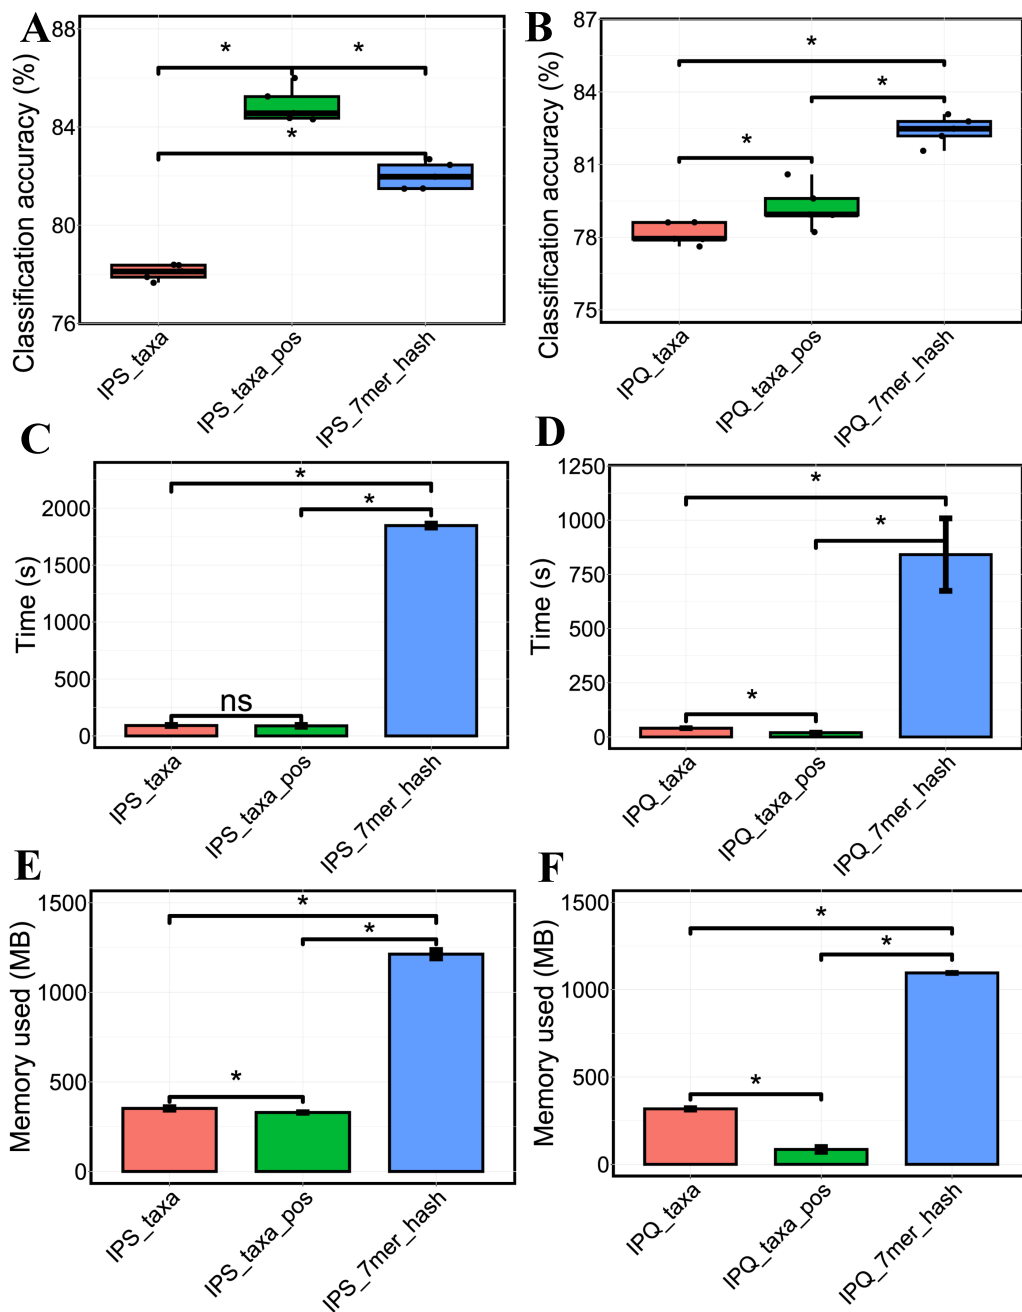 A
Classification accuracy (%)
88
84
80
76
*
*
*
IPS_taxa
IPS_taxa_pos
IPS_7mer_hash
B
Classification accuracy (%)
87
84
81
78
75
*
*
*
IPQ_taxa
IPQ_taxa_pos
IPQ_7mer_hash
C
Time (s)
2000
1500
1000
500
0
*
*
ns
IPS_taxa
IPS_taxa_pos
IPS_7mer_hash
D
Time (s)
1250
1000
750
500
250
0
*
*
*
IPQ_taxa
IPQ_taxa_pos
IPQ_7mer_hash
E
Memory used (MB)
1500
1000
500
0
*
*
*
IPS_taxa
IPS_taxa_pos
IPS_7mer_hash
F
Memory used (MB)
1500
1000
500
0
*
*
*
IPQ_taxa
IPQ_taxa_pos
IPQ_7mer_hash